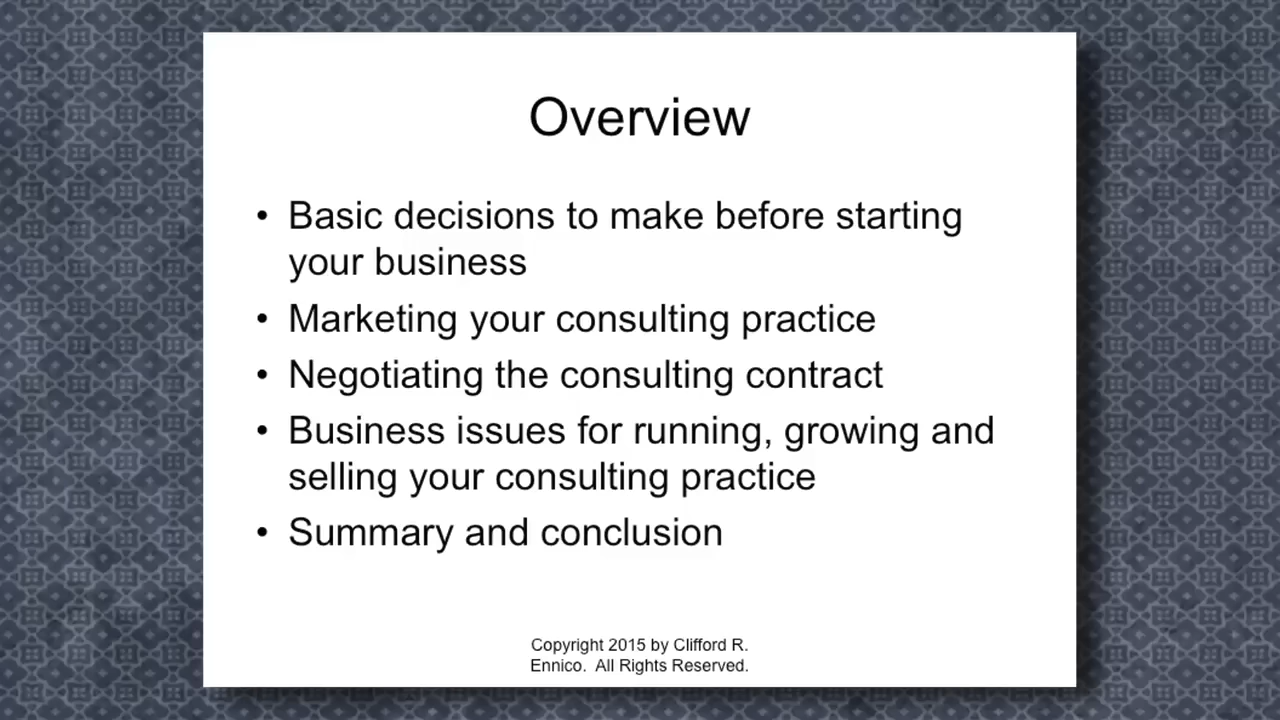 Overview
• Basic decisions to make before starting
your business
• Marketing your consulting practice
• Negotiating the consulting contract
• Business issues for running, growing and
selling your consulting practice
• Summary and conclusion
Copyright 2015 by Clifford R.
Ennico.  All Rights Reserved.